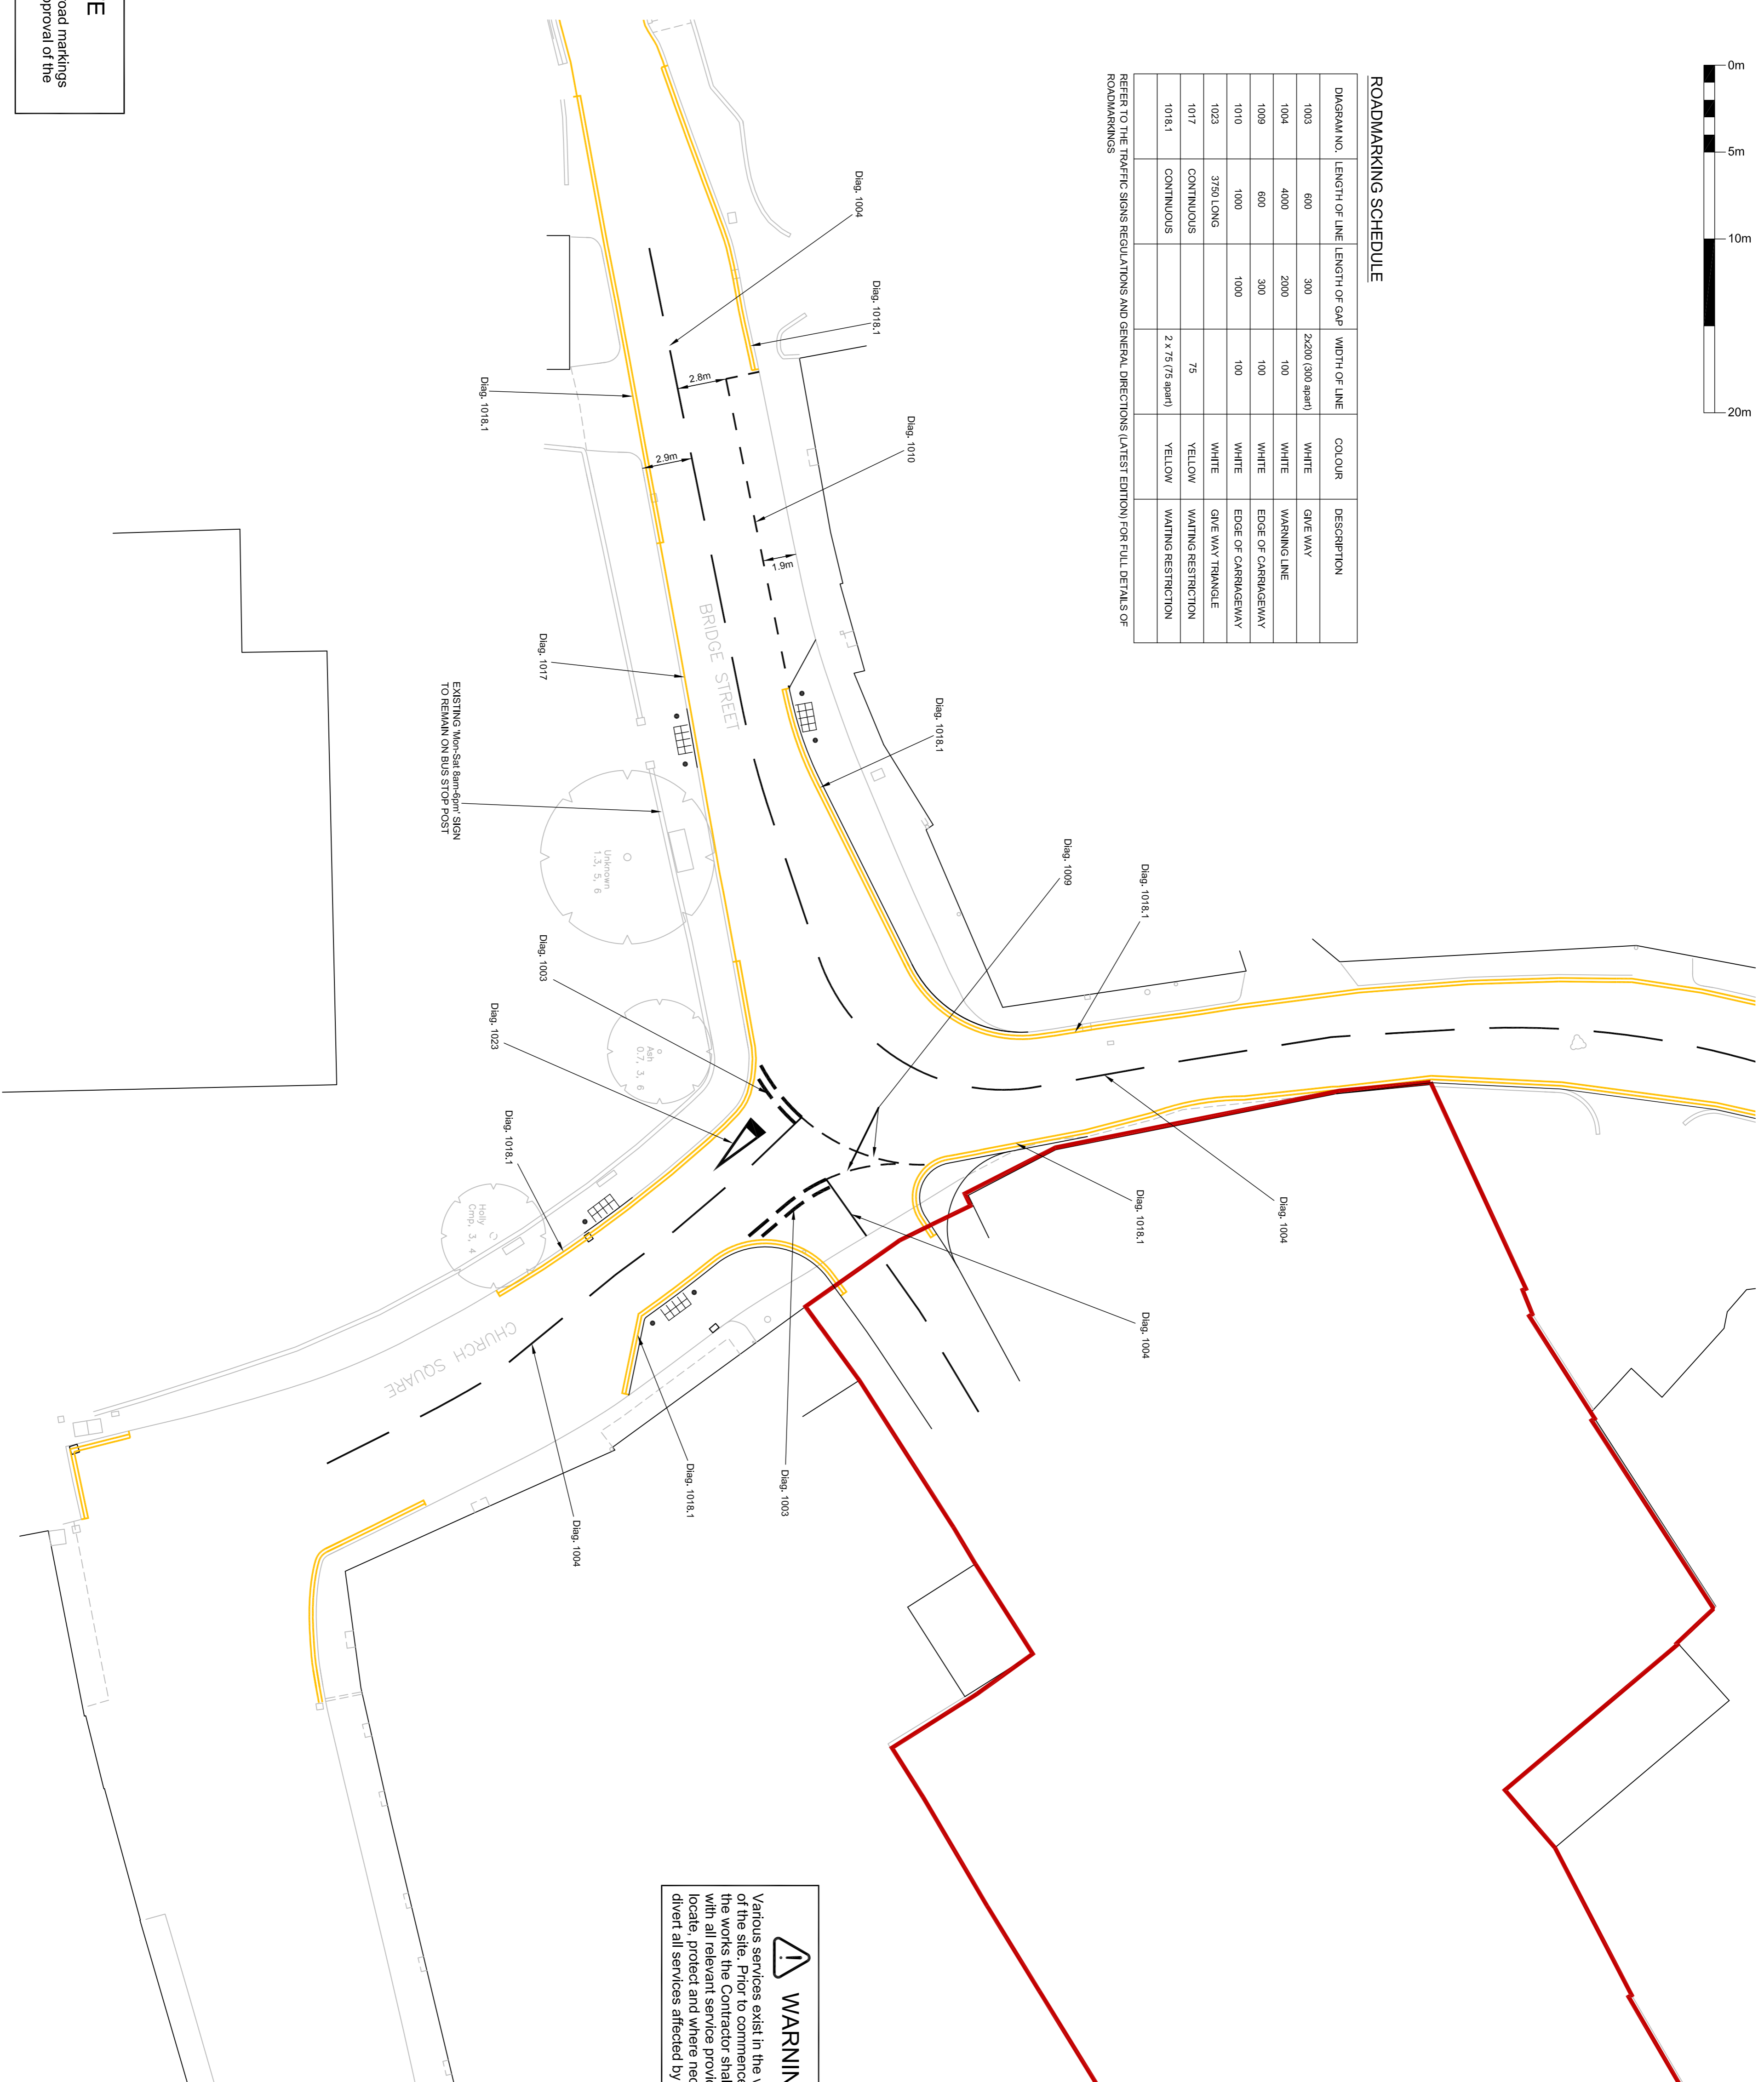 0m
5m
10m
20m
ROADMARKING SCHEDULE
DIAGRAM NO. LENGTH OF LINE LENGTH OF GAP WIDTH OF LINE COLOUR DESCRIPTION
1003 600 300 2x200 (300 apart) WHITE GIVE WAY
1004 4000 2000 100 WHITE WARNING LINE
1009 600 300 100 WHITE EDGE OF CARRIAGEWAY
1010 1000 1000 100 WHITE EDGE OF CARRIAGEWAY
1023 3750 LONG WHITE GIVE WAY TRIANGLE
1017 CONTINUOUS 75 YELLOW WAITING RESTRICTION
1018.1 CONTINUOUS 2 x 75 (75 apart) YELLOW WAITING RESTRICTION
REFER TO THE TRAFFIC SIGNS REGULATIONS AND GENERAL DIRECTIONS (LATEST EDITION) FOR FULL DETAILS OF
ROADMARKINGS
E
road markings
pproval of the
Diag. 1004
Diag. 1018.1
Diag. 1010
Diag. 1018.1
2.8m
2.9m
1.9m
Diag. 1018.1
Diag. 1017
BRIDGE STREET
EXISTING 'Mon-Sat 8am-6pm' SIGN
TO REMAIN ON BUS STOP POST
Unknown
1.3, 5, 6
Diag. 1009
Diag. 1018.1
Diag. 1003
Diag. 1023
Ash
0.7, 3, 6
Diag. 1018.1
Holly
Cmp, 3, 4
Diag. 1018.1
Diag. 1004
Diag. 1004
CHURCH SQUARE
Diag. 1018.1
Diag. 1003
Diag. 1004
WARNIN
Various services exist in the v
of the site. Prior to commence
the works the Contractor shal
with all relevant service provid
locate, protect and where nec
divert all services affected by